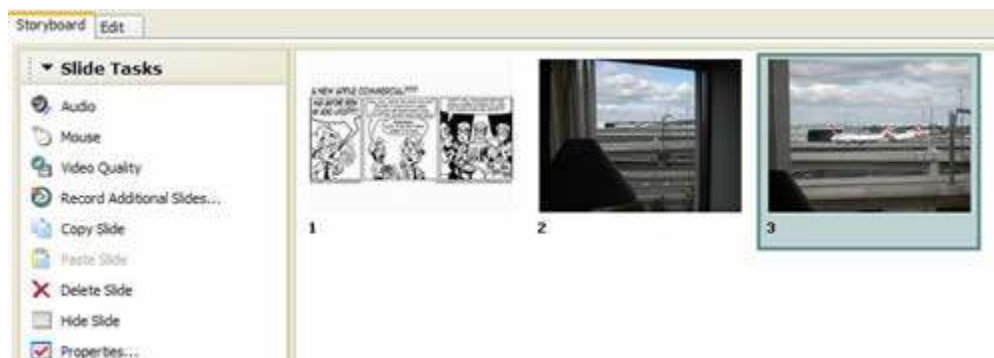 Storyboard Edit
Slide Tasks
Audio
Mouse
Video Quality
Record Additional Slides...
Copy Slide
Paste Slide
Delete Slide
Hide Slide
Properties...
A NEW APPLE COMMERCIAL???
1
2
3